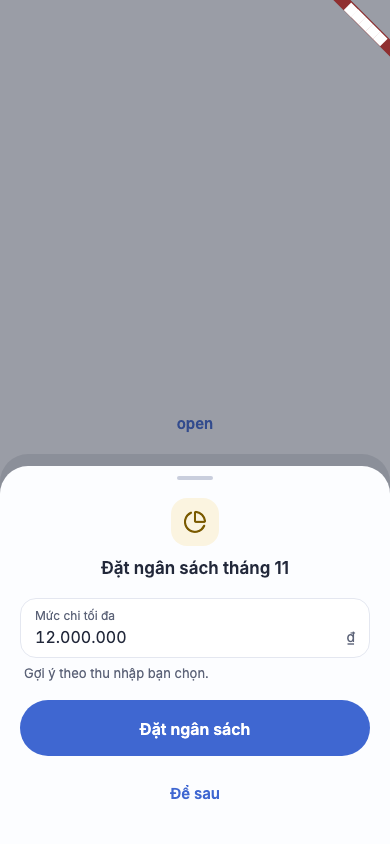 open
Đặt ngân sách tháng 11
Mức chi tối đa
12.000.000 ₫
Gợi ý theo thu nhập bạn chọn.
Đặt ngân sách
Để sau